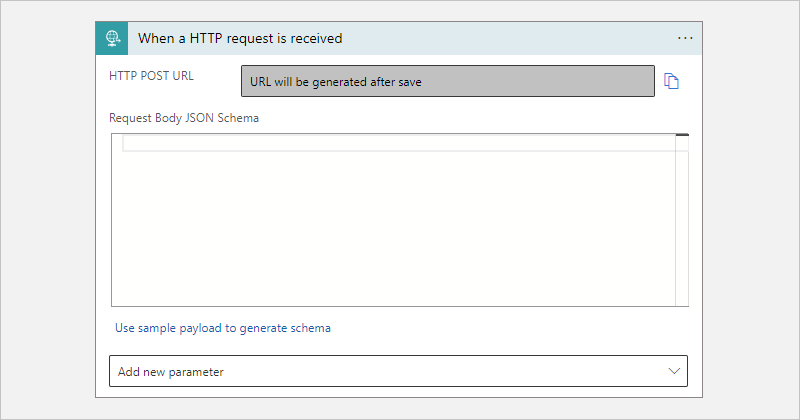 When a HTTP request is received
HTTP POST URL
URL will be generated after save
Request Body JSON Schema
Use sample payload to generate schema
Add new parameter